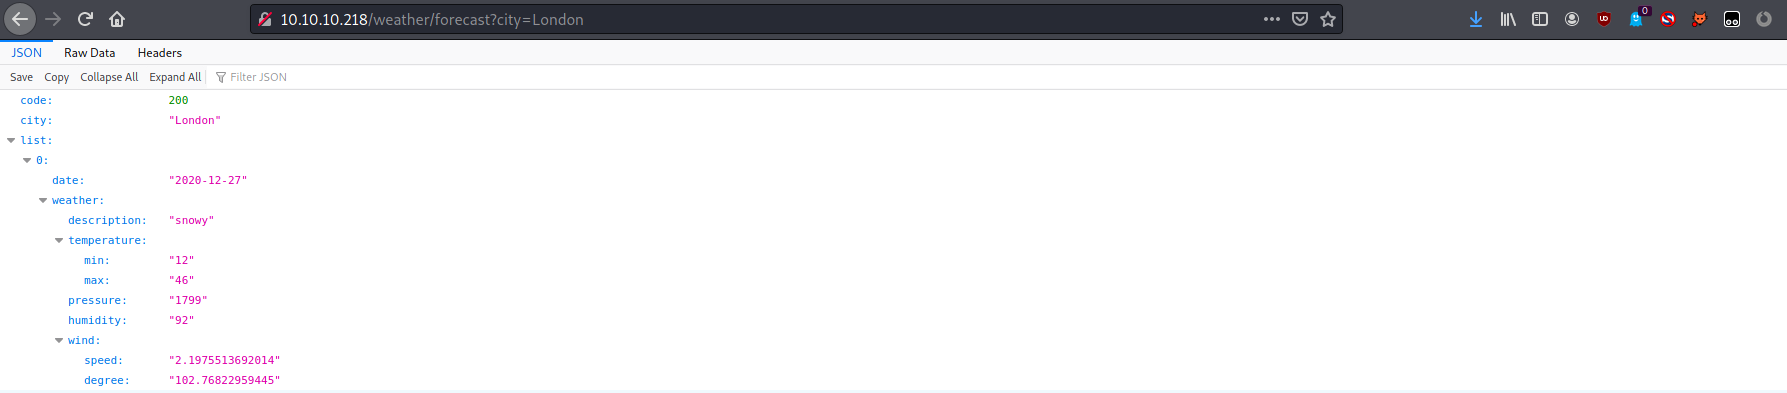 10.10.10.218/weather/forecast?city=London
0
JSON Raw Data Headers
Save Copy Collapse All Expand All Filter JSON
code: 200
city: "London"
list:
0:
date: "2020-12-27"
weather:
description: "snowy"
temperature:
min: "12"
max: "46"
pressure: "1799"
humidity: "92"
wind:
speed: "2.1975513692014"
degree: "102.76822959445"